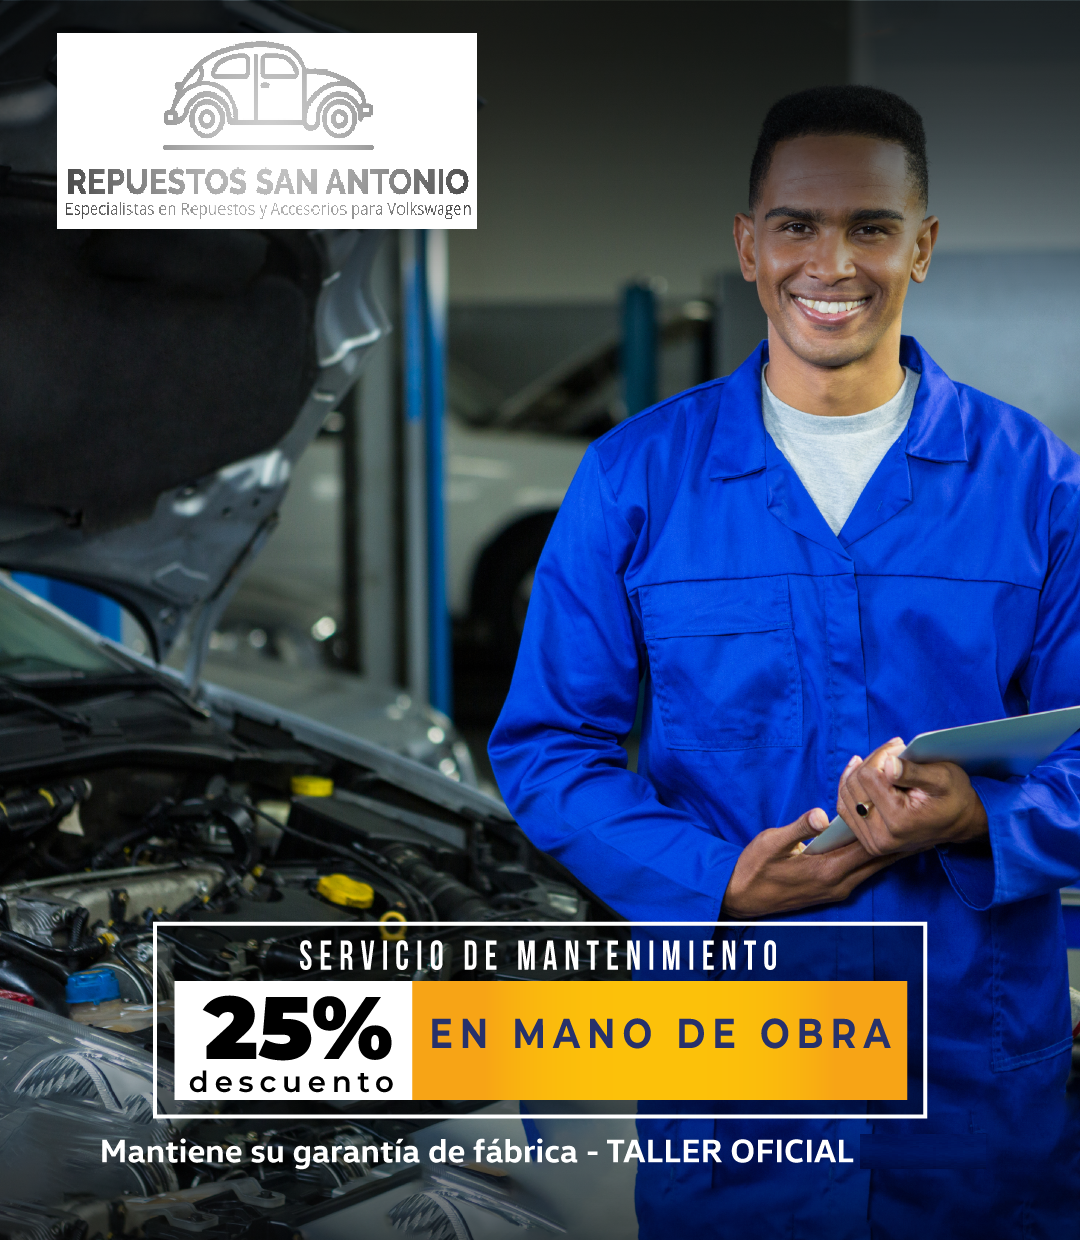 REPUESTOS SAN ANTONIO
Especialistas en Repuestos y Accesorios para Volkswagen
SERVICIO DE MANTENIMIENTO
25%
descuento
EN MANO DE OBRA
Mantiene su garantía de fábrica - TALLER OFICIAL